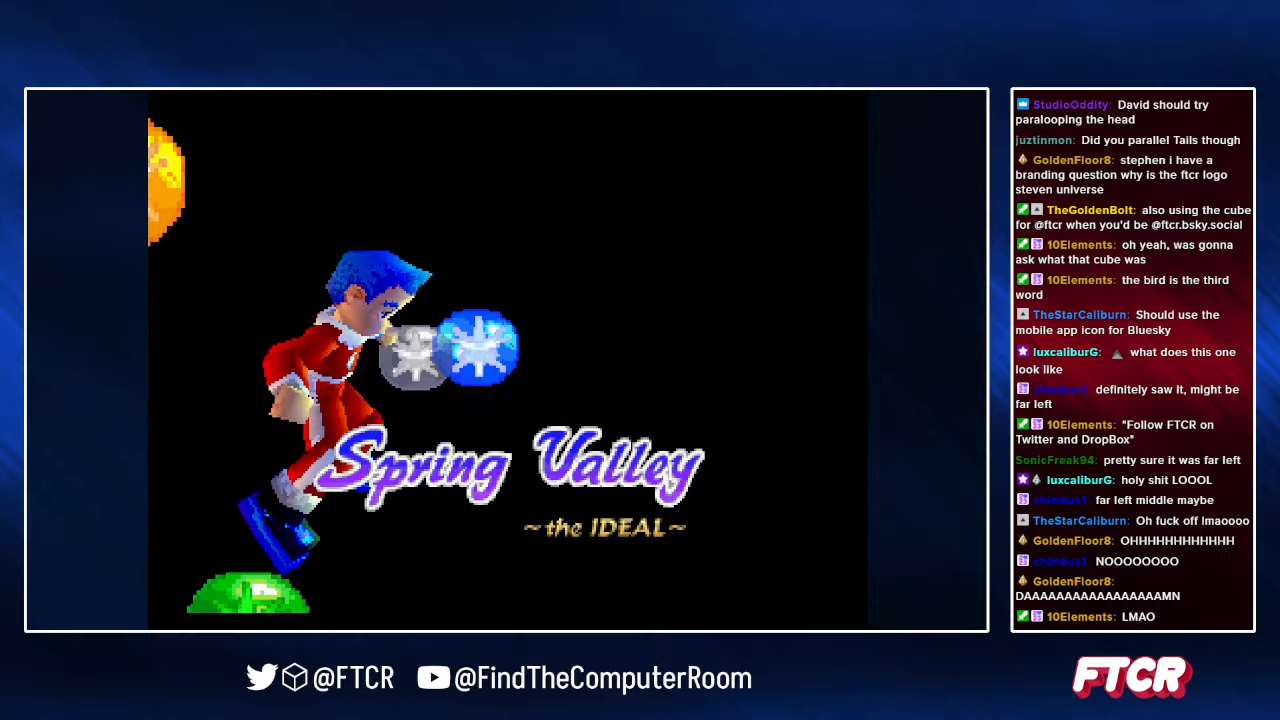 Spring Valley
~the IDEAL~
StudioOddity: David should try
paralooping the head
juztinmon: Did you parallel Tails though
GoldenFloor8: stephen i have a
branding question why is the ftcr logo
steven universe
TheGoldenBolt: also using the cube
for @ftcr when you'd be @ftcr.bsky.social
10Elements: oh yeah, was gonna
ask what that cube was
10Elements: the bird is the third
word
TheStarCaliburn: Should use the
mobile app icon for Bluesky
luxcaliburG: what does this one
look like
chimbust: definitely saw it, might be
far left
10Elements: "Follow FTCR on
Twitter and DropBox"
SonicFreak94: pretty sure it was far left
luxcaliburG: holy shit LOOOL
chimbust: far left middle maybe
TheStarCaliburn: Oh fuck off lmaoooo
GoldenFloor8: OHHHHHHHHHHHH
chimbust: NOOOOOOOO
GoldenFloor8:
DAAAAAAAAAAAAAAAAAMN
10Elements: LMAO
@FTCR
@FindTheComputerRoom
FTCR